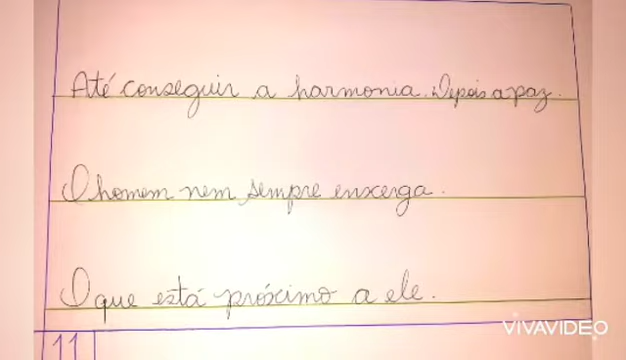 Até conseguir a harmonia. Depois a paz.
O homem nem sempre enxerga.
O que está próximo a ele.
11
VIVAVIDEO